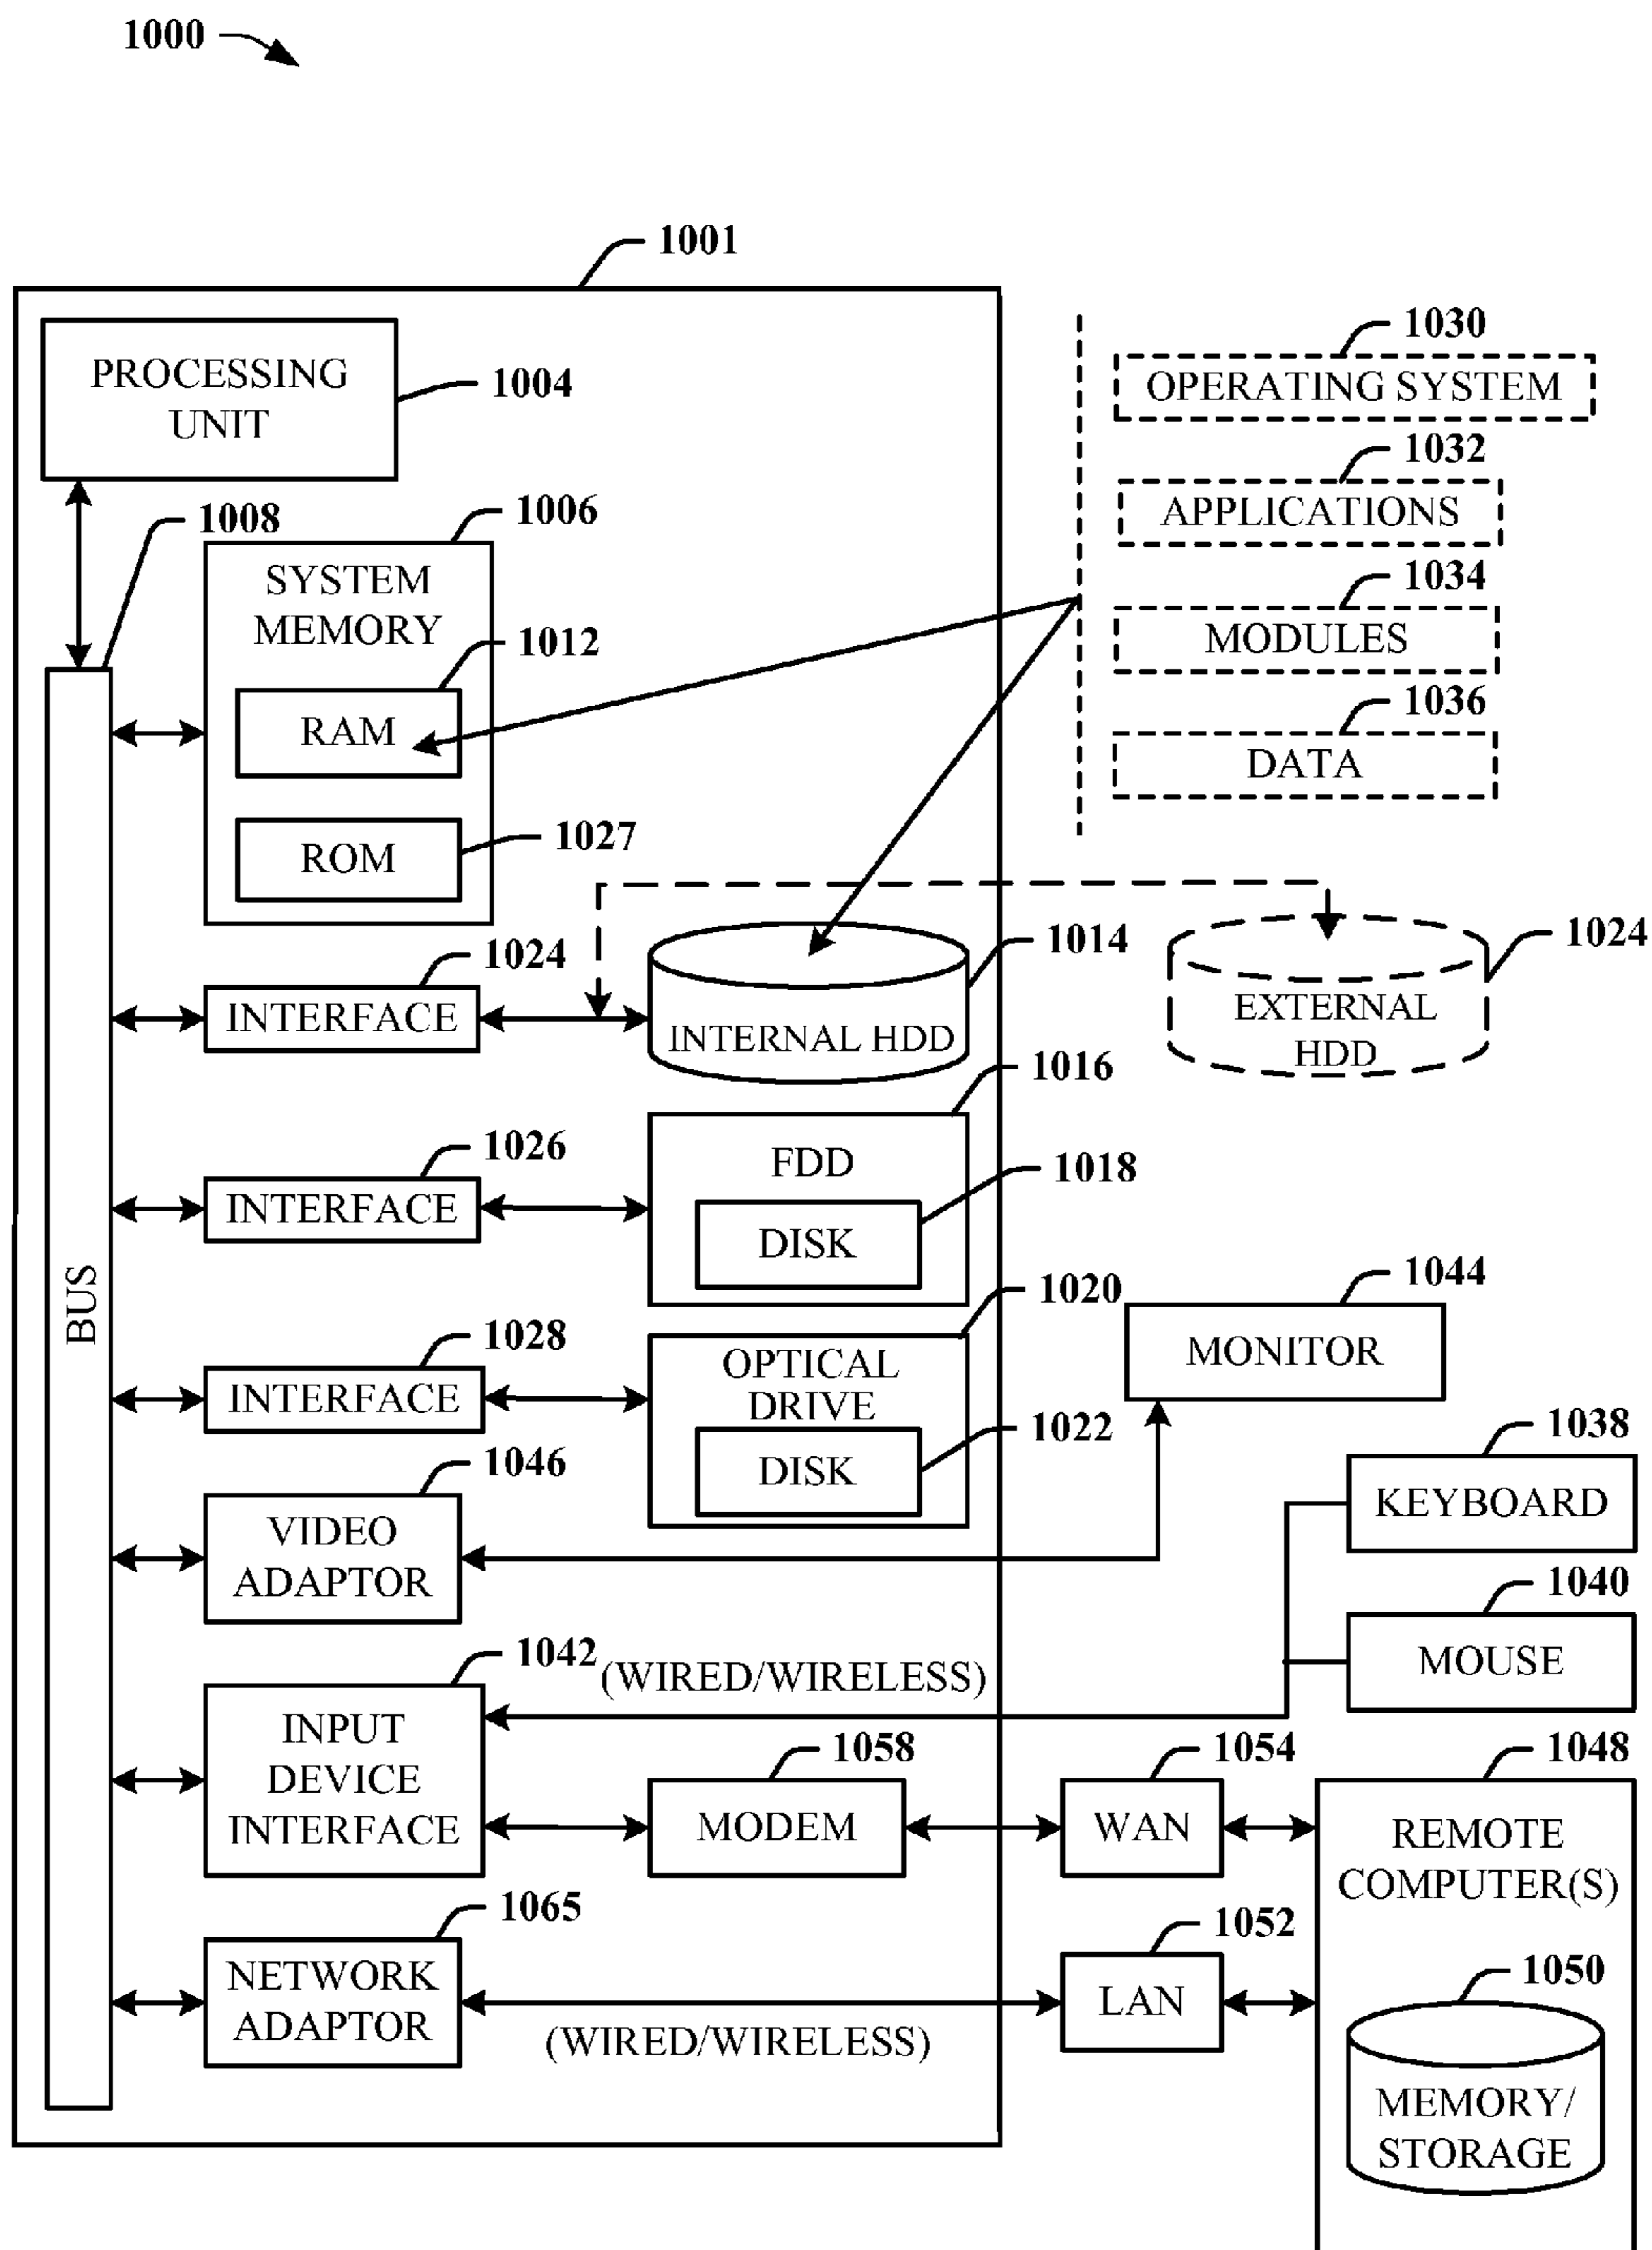 1000
1001
PROCESSING
UNIT
1004
1030
OPERATING SYSTEM
1032
APPLICATIONS
1034
MODULES
1036
DATA
1008
1006
SYSTEM
MEMORY
1012
RAM
1027
ROM
1024
INTERFACE
1014
INTERNAL HDD
1024
EXTERNAL
HDD
1026
INTERFACE
1016
FDD
1018
DISK
BUS
1028
INTERFACE
1020
OPTICAL
DRIVE
1022
DISK
1044
MONITOR
1046
VIDEO
ADAPTOR
1038
KEYBOARD
1040
MOUSE
1042
(WIRED/WIRELESS)
INPUT
DEVICE
INTERFACE
1058
MODEM
1054
WAN
1048
REMOTE
COMPUTER(S)
1065
NETWORK
ADAPTOR
(WIRED/WIRELESS)
1052
LAN
1050
MEMORY/
STORAGE